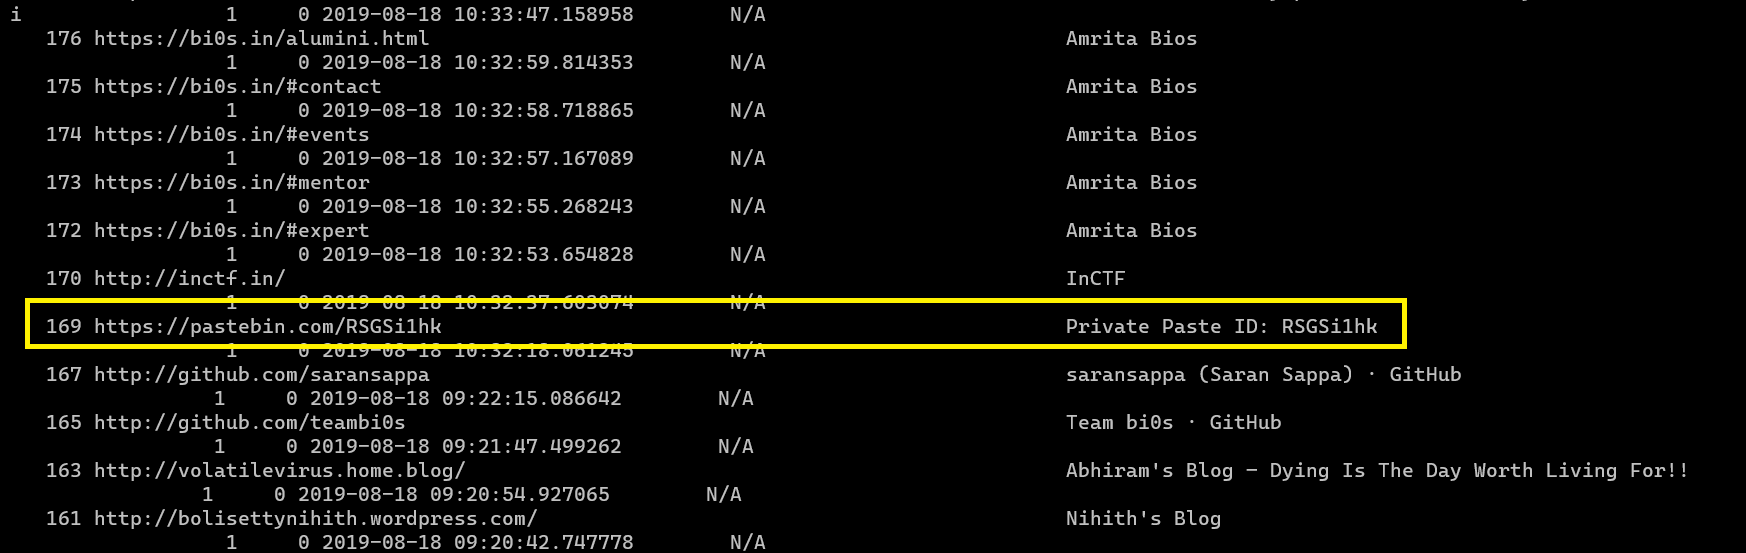 i 1 0 2019-08-18 10:33:47.158958 N/A
176 https://bi0s.in/alumini.html Amrita Bios
1 0 2019-08-18 10:32:59.814353 N/A
175 https://bi0s.in/#contact Amrita Bios
1 0 2019-08-18 10:32:58.718865 N/A
174 https://bi0s.in/#events Amrita Bios
1 0 2019-08-18 10:32:57.167089 N/A
173 https://bi0s.in/#mentor Amrita Bios
1 0 2019-08-18 10:32:55.268243 N/A
172 https://bi0s.in/#expert Amrita Bios
1 0 2019-08-18 10:32:53.654828 N/A
170 http://inctf.in/ InCTF
1 0 2019-08-18 10:32:37.603074 N/A
169 https://pastebin.com/RSGSi1hk Private Paste ID: RSGSi1hk
1 0 2019-08-18 10:32:18.061245 N/A
167 http://github.com/saransappa saransappa (Saran Sappa) · GitHub
1 0 2019-08-18 09:22:15.086642 N/A
165 http://github.com/teambi0s Team bi0s · GitHub
1 0 2019-08-18 09:21:47.499262 N/A
163 http://volatilevirus.home.blog/ Abhiram's Blog – Dying Is The Day Worth Living For!!
1 0 2019-08-18 09:20:54.927065 N/A
161 http://bolisettynihith.wordpress.com/ Nihith's Blog
1 0 2019-08-18 09:20:42.747778 N/A